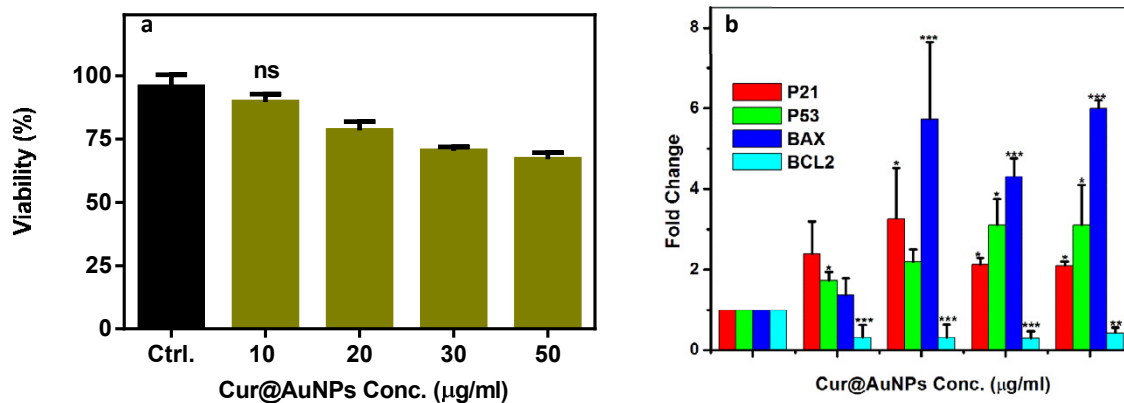 a
Viability (%)
100
75
50
25
0
ns
Ctrl. 10 20 30 50
Cur@AuNPs Conc. (µg/ml)
b
Fold Change
8
6
4
2
0
P21
P53
BAX
BCL2
*
***
*
***
***
*
*
***
***
*
*
***
**
Cur@AuNPs Conc. (µg/ml)